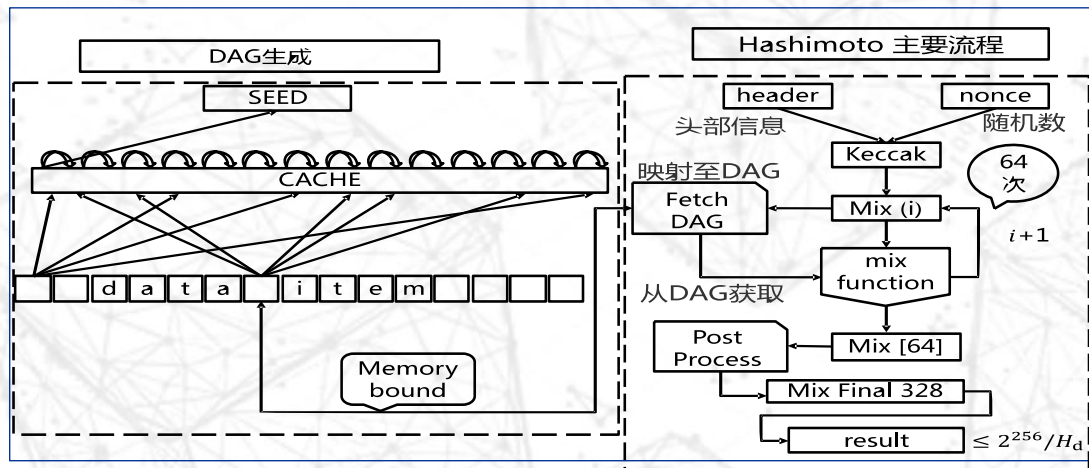 DAG生成
SEED
CACHE
d a t a i t e m
Memory
bound
Hashimoto 主要流程
header
nonce
头部信息
随机数
Keccak
64
次
映射至DAG
Fetch
DAG
Mix (i)
i+1
mix
function
从DAG获取
Post
Process
Mix [64]
Mix Final 328
result
≤ 2^256/H_d